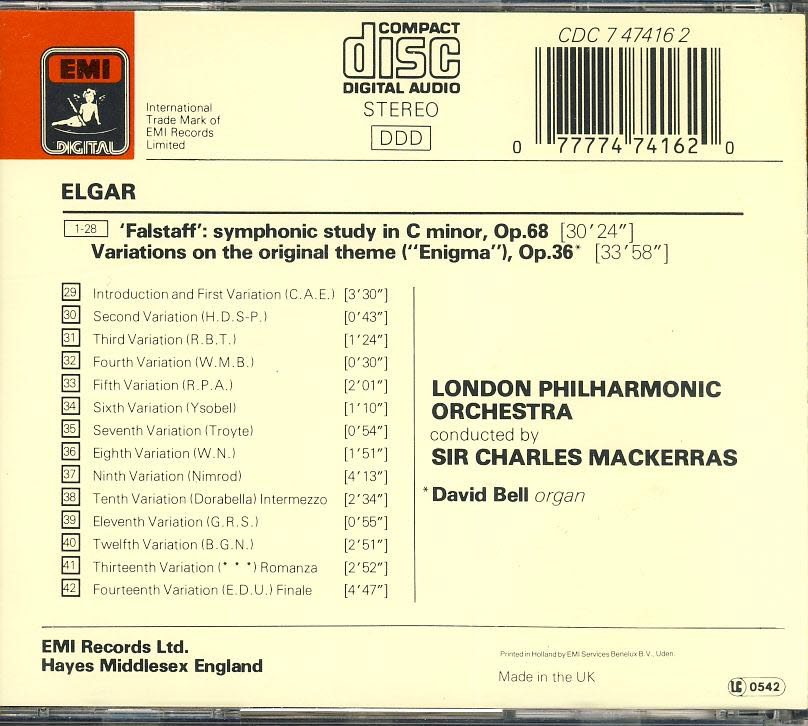 EMI
DIGITAL
International
Trade Mark of
EMI Records
Limited
COMPACT
disc
DIGITAL AUDIO
STEREO
DDD
CDC 7 47416 2
0 77774 74162 0
ELGAR
1-28 'Falstaff': symphonic study in C minor, Op.68 [30'24"]
Variations on the original theme ("Enigma"), Op.36* [33'58"]
29 Introduction and First Variation (C.A.E.) [3'30"]
30 Second Variation (H.D.S-P.) [0'43"]
31 Third Variation (R.B.T.) [1'24"]
32 Fourth Variation (W.M.B.) [0'30"]
33 Fifth Variation (R.P.A.) [2'01"]
34 Sixth Variation (Ysobel) [1'10"]
35 Seventh Variation (Troyte) [0'54"]
36 Eighth Variation (W.N.) [1'51"]
37 Ninth Variation (Nimrod) [4'13"]
38 Tenth Variation (Dorabella) Intermezzo [2'34"]
39 Eleventh Variation (G.R.S.) [0'55"]
40 Twelfth Variation (B.G.N.) [2'51"]
41 Thirteenth Variation (* * *) Romanza [2'52"]
42 Fourteenth Variation (E.D.U.) Finale [4'47"]
LONDON PHILHARMONIC
ORCHESTRA
conducted by
SIR CHARLES MACKERRAS
*David Bell organ
EMI Records Ltd.
Hayes Middlesex England
Printed in Holland by EMI Services Benelux B.V., Uden.
Made in the UK
LC 0542